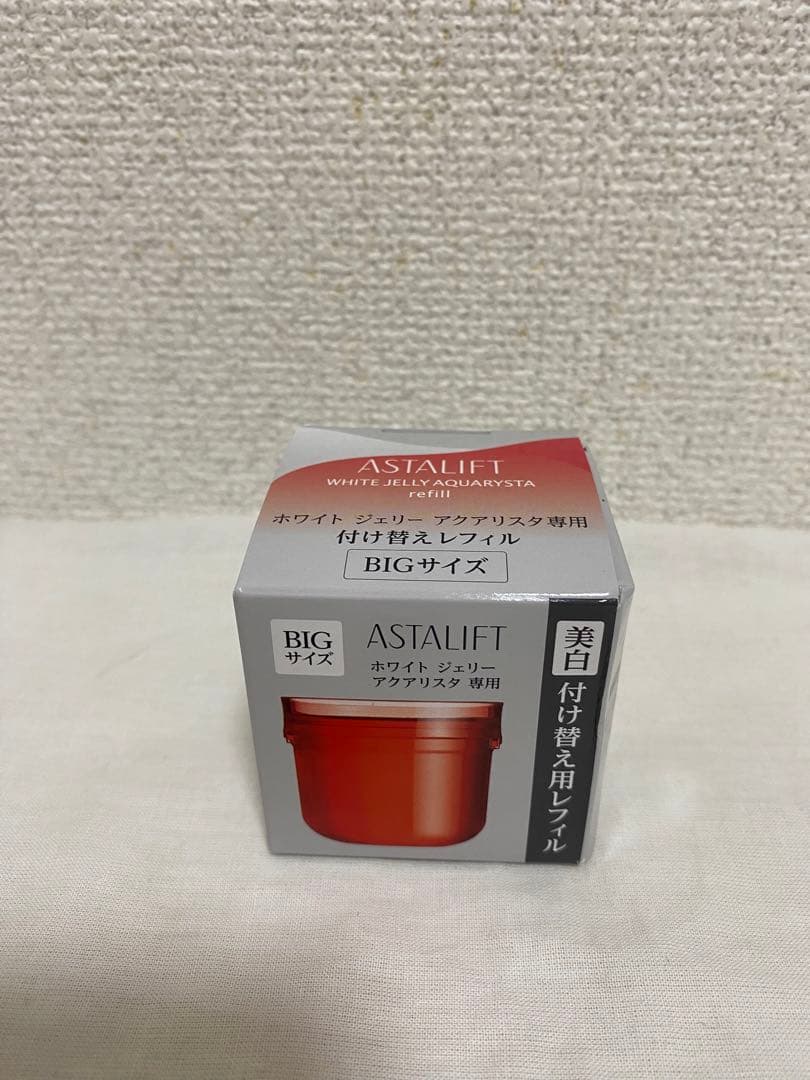 ASTALIFT
WHITE JELLY AQUARYSTA
refill
ホワイト ジェリー アクアリスタ専用
付け替えレフィル
BIGサイズ
BIG
サイズ
ASTALIFT
ホワイト ジェリー
アクアリスタ 専用
美白
付け替え用レフィル